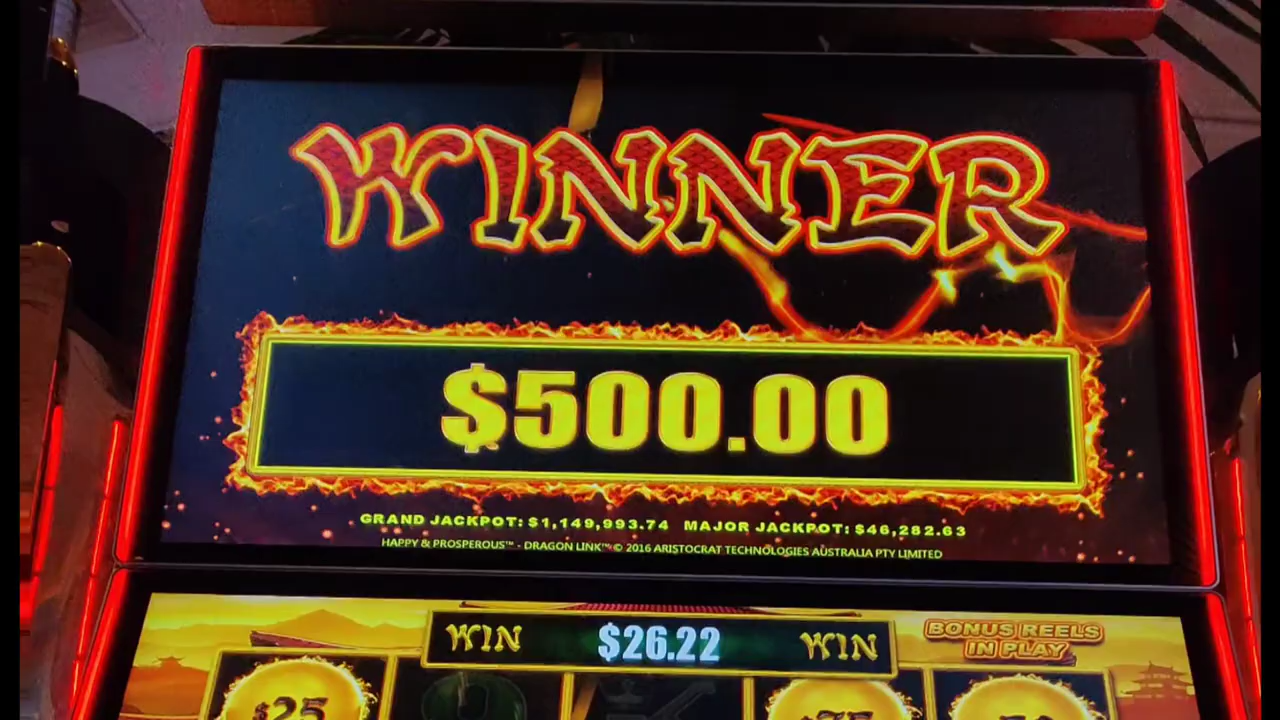 WINNER
$500.00
GRAND JACKPOT: $1,149,993.74 MAJOR JACKPOT: $46,282.63
HAPPY & PROSPEROUS™ - DRAGON LINK™ © 2016 ARISTOCRAT TECHNOLOGIES AUSTRALIA PTY LIMITED
WIN $26.22 WIN
BONUS REELS
IN PLAY
$25